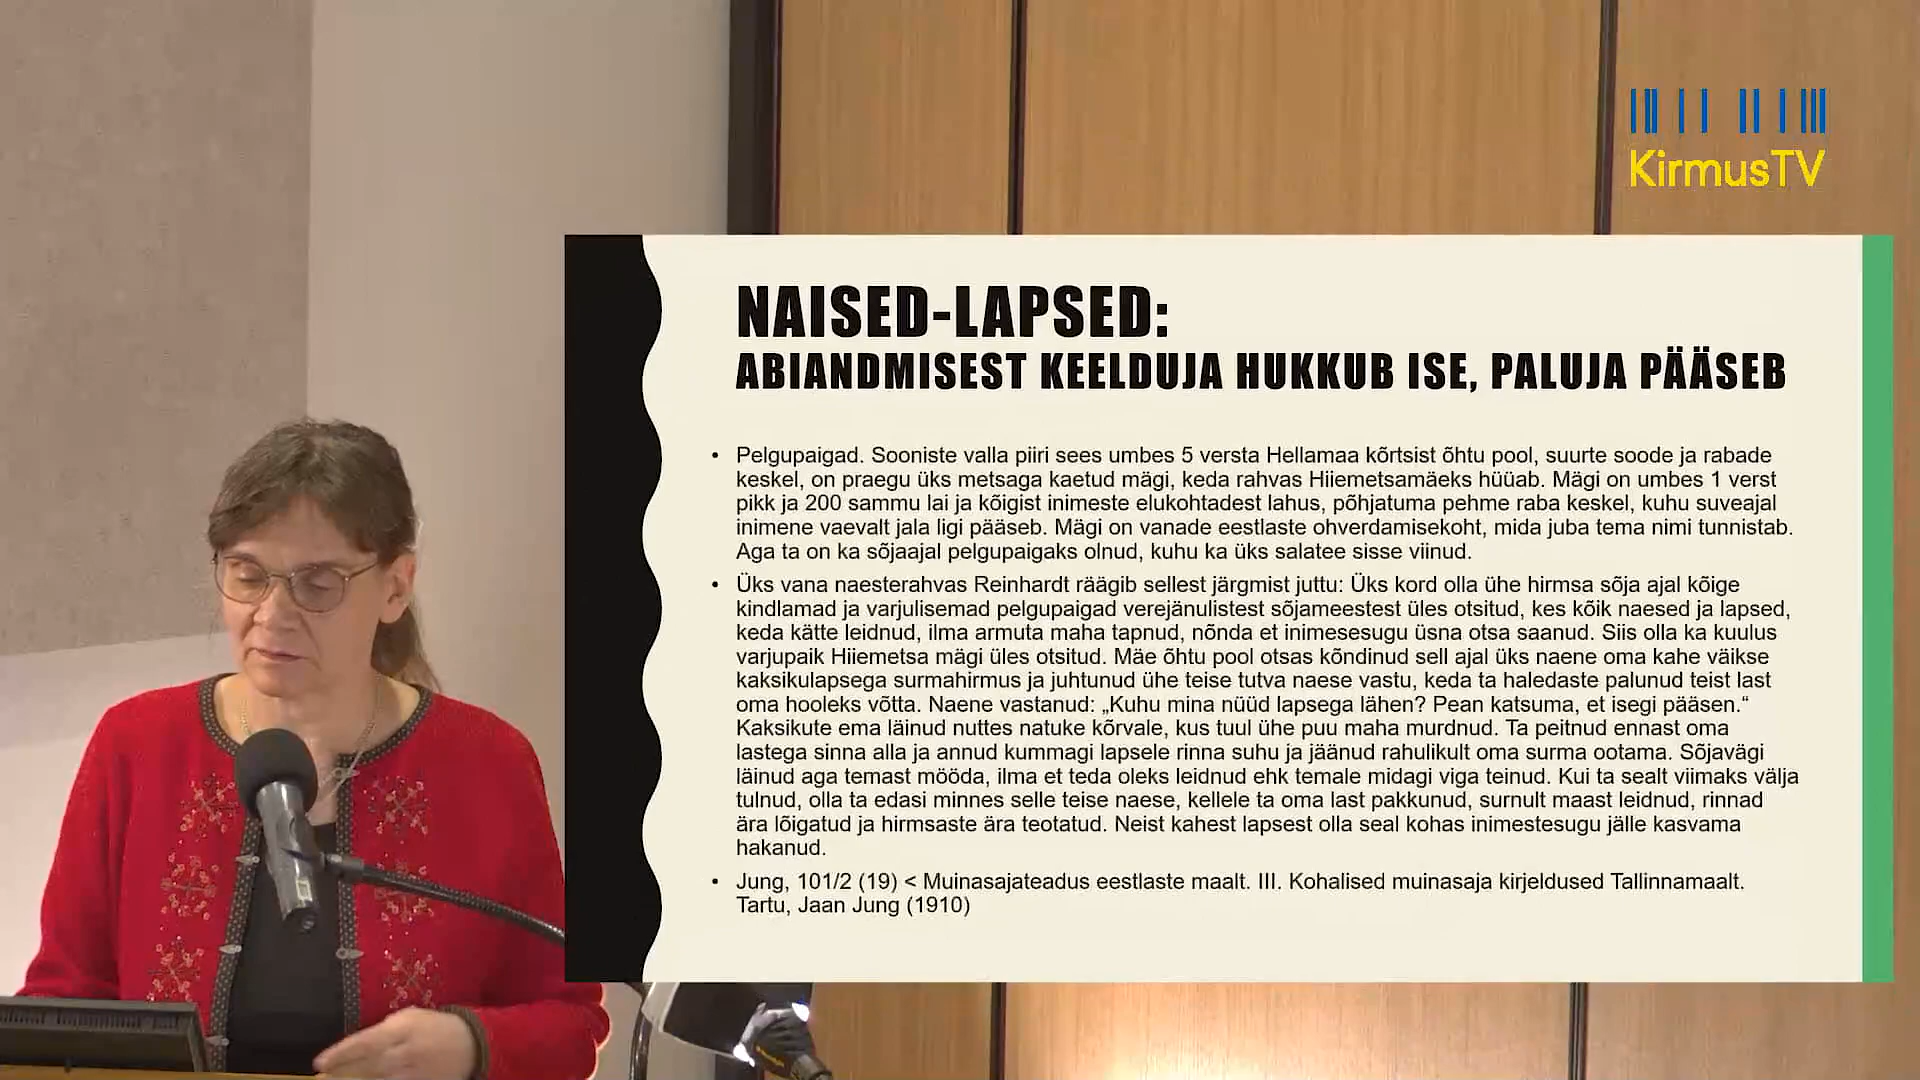 KirmusTV
NAISED-LAPSED:
ABIANDMISEST KEELDUJA HUKKUB ISE, PALUJA PÄÄSEB
• Pelgupaigad. Sooniste valla piiri sees umbes 5 versta Hellamaa kõrtsist õhtu pool, suurte soode ja rabade
keskel, on praegu üks metsaga kaetud mägi, keda rahvas Hiiemetsamäeks hüüab. Mägi on umbes 1 verst
pikk ja 200 sammu lai ja kõigist inimeste elukohtadest lahus, põhjatuma pehme raba keskel, kuhu suveajal
inimene vaevalt jala ligi pääseb. Mägi on vanade eestlaste ohverdamisekoht, mida juba tema nimi tunnistab.
Aga ta on ka sõjaajal pelgupaigaks olnud, kuhu ka üks salatee sisse viinud.
• Üks vana naesterahvas Reinhardt räägib sellest järgmist juttu: Üks kord olla ühe hirmsa sõja ajal kõige
kindlamad ja varjulisemad pelgupaigad verejänulistest sõjameestest üles otsitud, kes kõik naesed ja lapsed,
keda kätte leidnud, ilma armuta maha tapnud, nõnda et inimesesugu üsna otsa saanud. Siis olla ka kuulus
varjupaik Hiiemetsa mägi üles otsitud. Mäe õhtu pool otsas kõndinud sell ajal üks naene oma kahe väikse
kaksikulapsega surmahirmus ja juhtunud ühe teise tutva naese vastu, keda ta haledaste palunud teist last
oma hooleks võtta. Naene vastanud: „Kuhu mina nüüd lapsega lähen? Pean katsuma, et isegi pääsen.“
Kaksikute ema läinud nuttes natuke kõrvale, kus tuul ühe puu maha murdnud. Ta peitnud ennast oma
lastega sinna alla ja annud kummagi lapsele rinna suhu ja jäänud rahulikult oma surma ootama. Sõjavägi
läinud aga temast mööda, ilma et teda oleks leidnud ehk temale midagi viga teinud. Kui ta sealt viimaks välja
tulnud, olla ta edasi minnes selle teise naese, kellele ta oma last pakkunud, surnult maast leidnud, rinnad
ära lõigatud ja hirmsaste ära teotatud. Neist kahest lapsest olla seal kohas inimestesugu jälle kasvama
hakanud.
• Jung, 101/2 (19) < Muinasajateadus eestlaste maalt. III. Kohalised muinasaja kirjeldused Tallinnamaalt.
Tartu, Jaan Jung (1910)